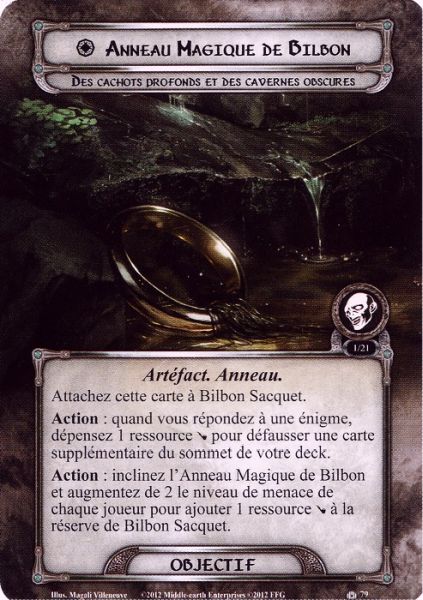 Anneau Magique de Bilbon
Des cachots profonds et des cavernes obscures
1/21
Artéfact. Anneau.
Attachez cette carte à Bilbon Sacquet.
Action : quand vous répondez à une énigme,
dépensez 1 ressource pour défausser une carte
supplémentaire du sommet de votre deck.
Action : inclinez l'Anneau Magique de Bilbon
et augmentez de 2 le niveau de menace de
chaque joueur pour ajouter 1 ressource à la
réserve de Bilbon Sacquet.
OBJECTIF
Illus. Magali Villeneuve ©2012 Middle-earth Enterprises ©2012 FFG 79